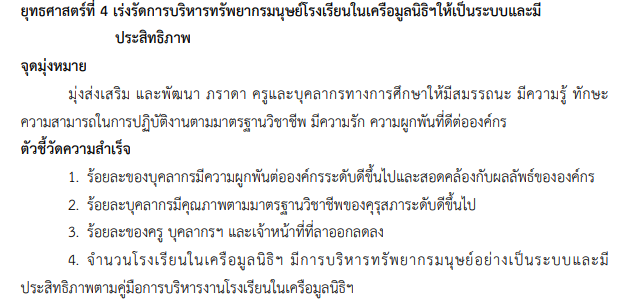 ยุทธศาสตร์ที่ 4 เร่งรัดการบริหารทรัพยากรมนุษย์โรงเรียนในเครือมูลนิธิฯให้เป็นระบบและมี
ประสิทธิภาพ
จุดมุ่งหมาย
มุ่งส่งเสริม และพัฒนา ภราดา ครูและบุคลากรทางการศึกษาให้มีสมรรถนะ มีความรู้ ทักษะ
ความสามารถในการปฏิบัติงานตามมาตรฐานวิชาชีพ มีความรัก ความผูกพันที่ดีต่อองค์กร
ตัวชี้วัดความสำเร็จ
1. ร้อยละของบุคลากรมีความผูกพันต่อองค์กรระดับดีขึ้นไปและสอดคล้องกับผลลัพธ์ขององค์กร
2. ร้อยละบุคลากรมีคุณภาพตามมาตรฐานวิชาชีพของคุรุสภาระดับดีขึ้นไป
3. ร้อยละของครู บุคลากรฯ และเจ้าหน้าที่ที่ลาออกลดลง
4. จำนวนโรงเรียนในเครือมูลนิธิฯ มีการบริหารทรัพยากรมนุษย์อย่างเป็นระบบและมี
ประสิทธิภาพตามคู่มือการบริหารงานโรงเรียนในเครือมูลนิธิฯ